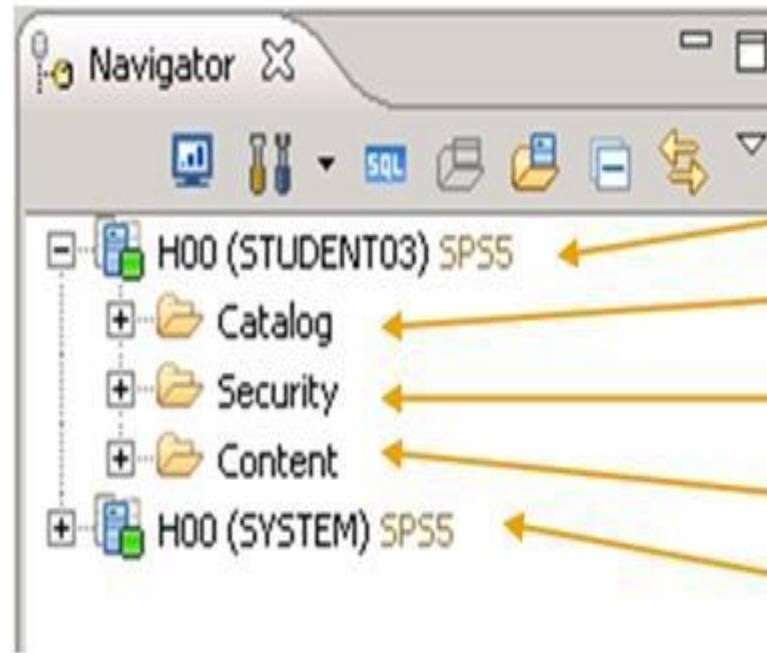 Navigator
SQL
H00 (STUDENT03) SPS5
Catalog
Security
Content
H00 (SYSTEM) SPS5